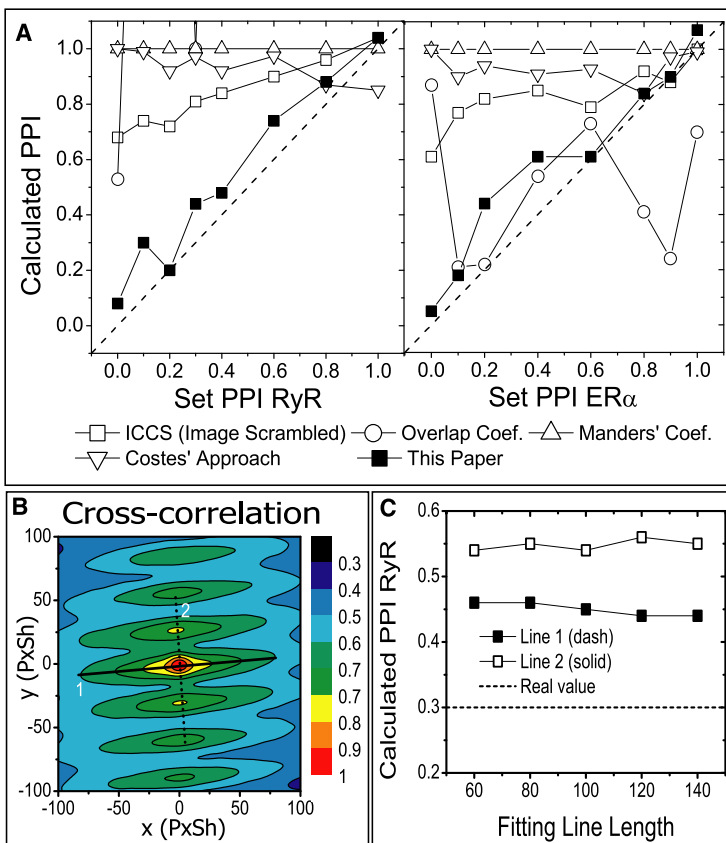 A
Calculated PPI
1.0
0.8
0.6
0.4
0.2
0.0
0.0 0.2 0.4 0.6 0.8 1.0
0.0 0.2 0.4 0.6 0.8 1.0
Set PPI RyR
Set PPI ERα
ICCS (Image Scrambled) Overlap Coef. Manders' Coef.
Costes' Approach This Paper
B
Cross-correlation
y (PxSh)
100
50
0
-50
-100
-100 -50 0 50 100
x (PxSh)
1
2
0.3
0.4
0.5
0.6
0.7
0.7
0.8
0.9
1
C
Calculated PPI RyR
0.6
0.5
0.4
0.3
0.2
Line 1 (dash)
Line 2 (solid)
Real value
60 80 100 120 140
Fitting Line Length